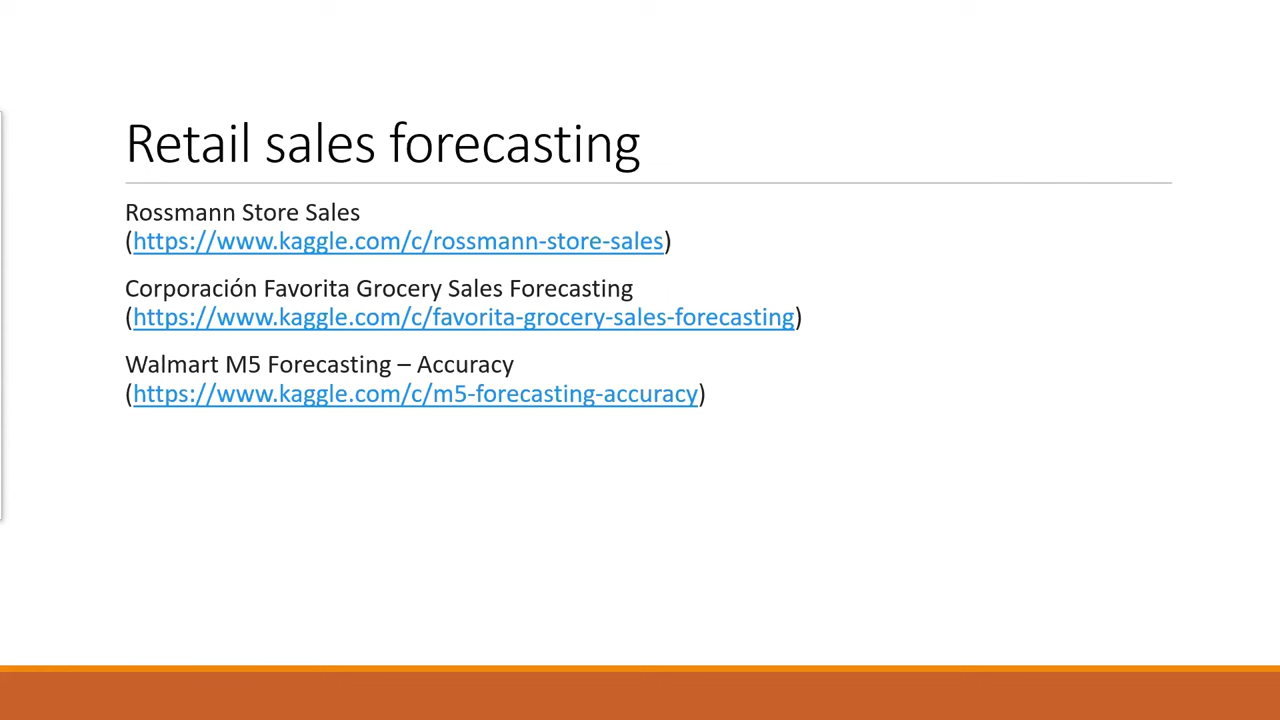 Retail sales forecasting
Rossmann Store Sales
(https://www.kaggle.com/c/rossmann-store-sales)
Corporación Favorita Grocery Sales Forecasting
(https://www.kaggle.com/c/favorita-grocery-sales-forecasting)
Walmart M5 Forecasting – Accuracy
(https://www.kaggle.com/c/m5-forecasting-accuracy)